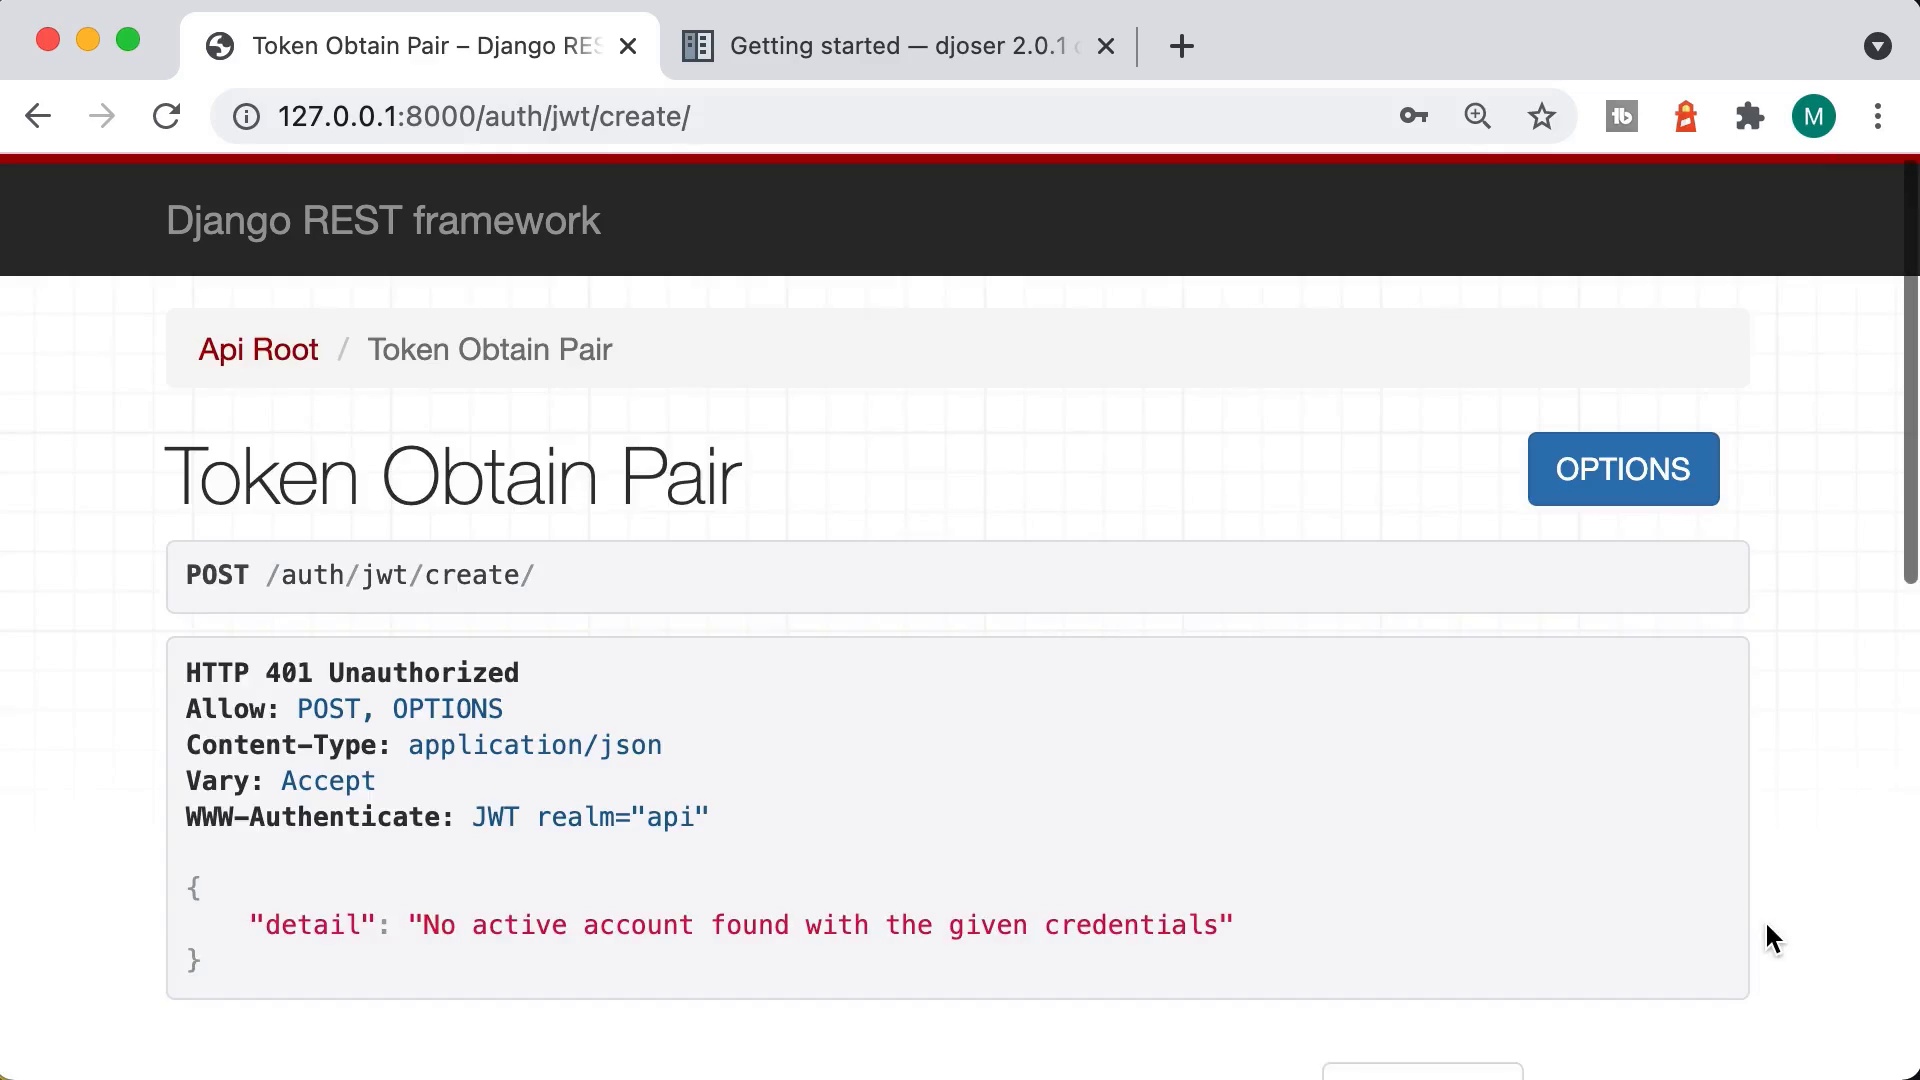 Token Obtain Pair – Django RES
Getting started — djoser 2.0.1
127.0.0.1:8000/auth/jwt/create/
tb
M
Django REST framework
Api Root / Token Obtain Pair
Token Obtain Pair
OPTIONS
POST /auth/jwt/create/
HTTP 401 Unauthorized
Allow: POST, OPTIONS
Content-Type: application/json
Vary: Accept
WWW-Authenticate: JWT realm="api"
{
"detail": "No active account found with the given credentials"
}